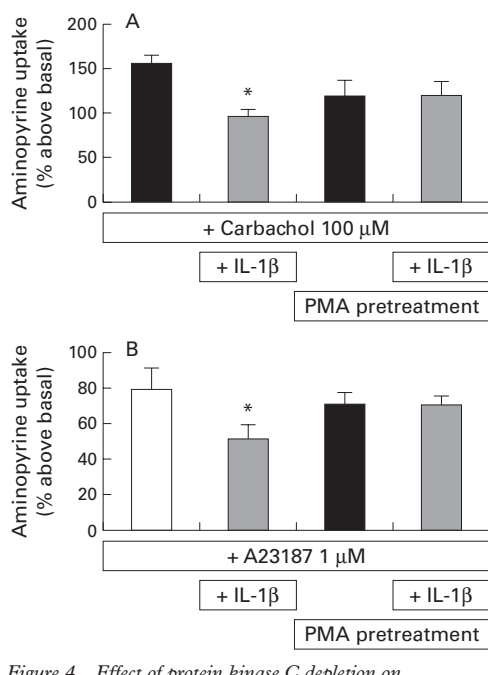 A
Aminopyrine uptake
(% above basal)
200
150
100
150
0
*
+ Carbachol 100 μM
+ IL-1β
+ IL-1β
PMA pretreatment
B
Aminopyrine uptake
(% above basal)
100
80
60
40
20
0
*
+ A23187 1 μM
+ IL-1β
+ IL-1β
PMA pretreatment
Figure 4 Effect of protein kinase C depletion on